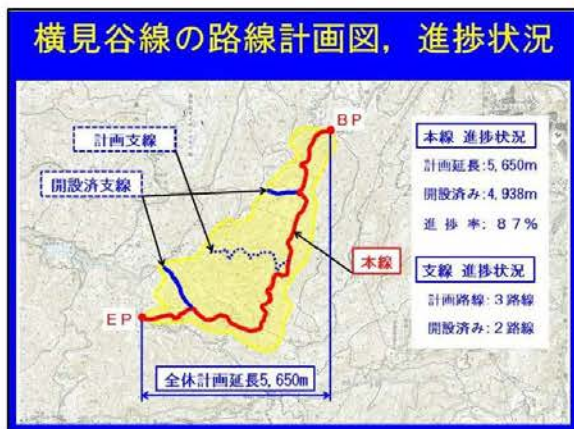 横見谷線の路線計画図，進捗状況
BP
計画支線
開設済支線
本線
EP
全体計画延長5,650m
本線 進捗状況
計画延長:5,650m
開設済み:4,938m
進捗率:87%
支線 進捗状況
計画路線:3路線
開設済み:2路線